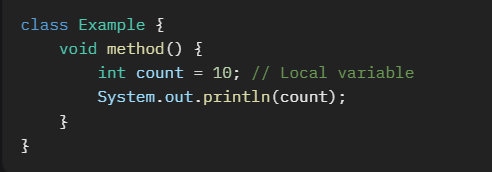 class Example {
    void method() {
        int count = 10; // Local variable
        System.out.println(count);
    }
}